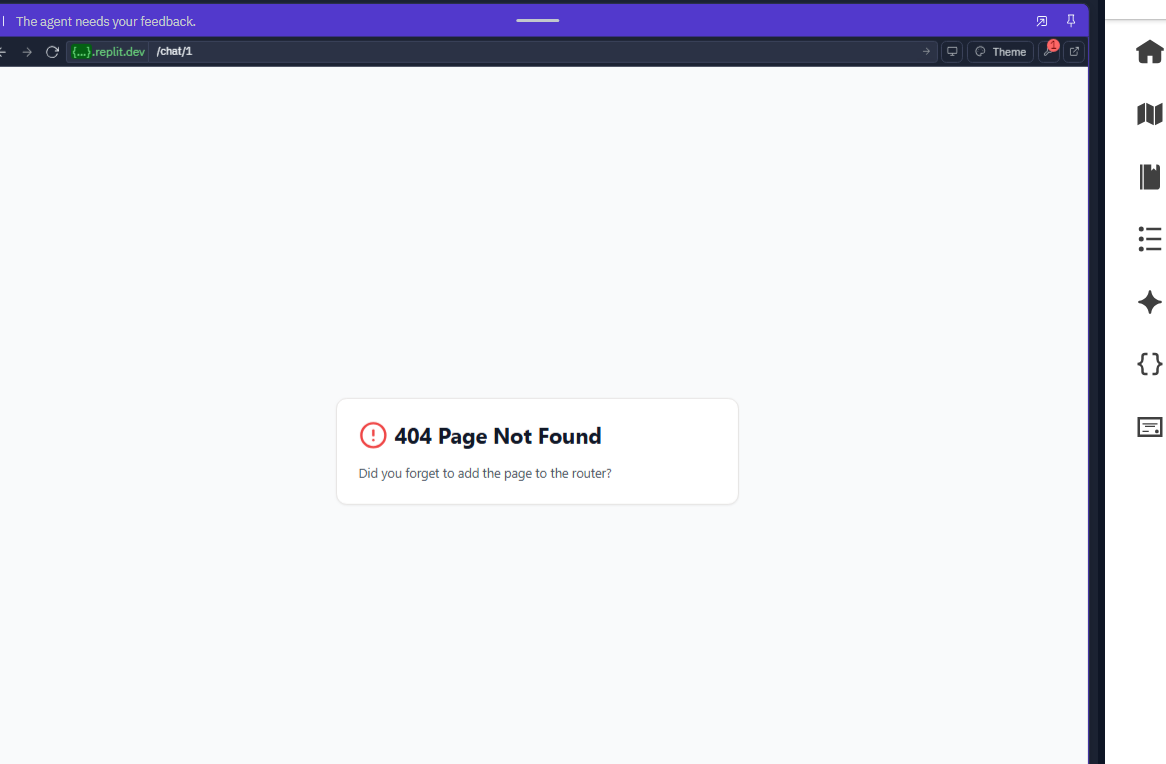 The agent needs your feedback.
{...}.replit.dev /chat/1
Theme
1
404 Page Not Found
Did you forget to add the page to the router?